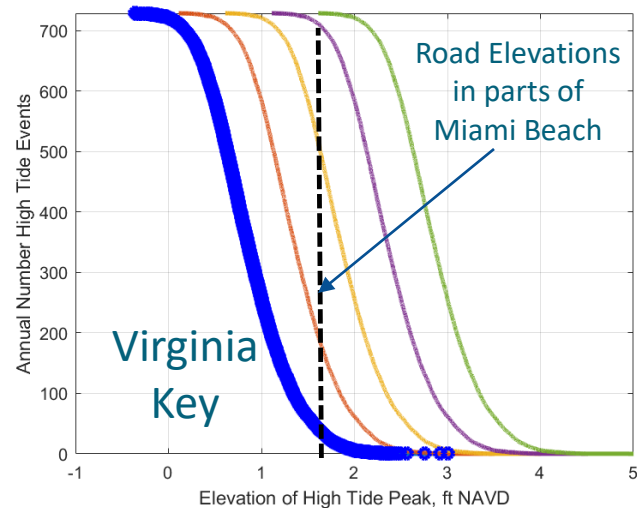 700
600
500
400
300
200
100
0
Annual Number High Tide Events
Road Elevations
in parts of
Miami Beach
Virginia
Key
-1 0 1 2 3 4 5
Elevation of High Tide Peak, ft NAVD